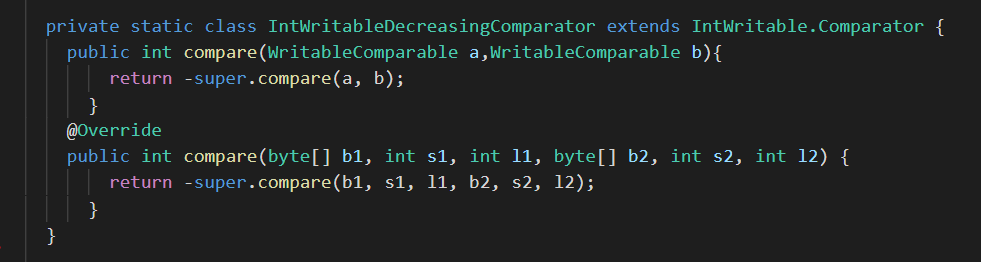 private static class IntWritableDecreasingComparator extends IntWritable.Comparator {
public int compare(WritableComparable a,WritableComparable b){
return -super.compare(a, b);
}
@Override
public int compare(byte[] b1, int s1, int l1, byte[] b2, int s2, int l2) {
return -super.compare(b1, s1, l1, b2, s2, l2);
}
}